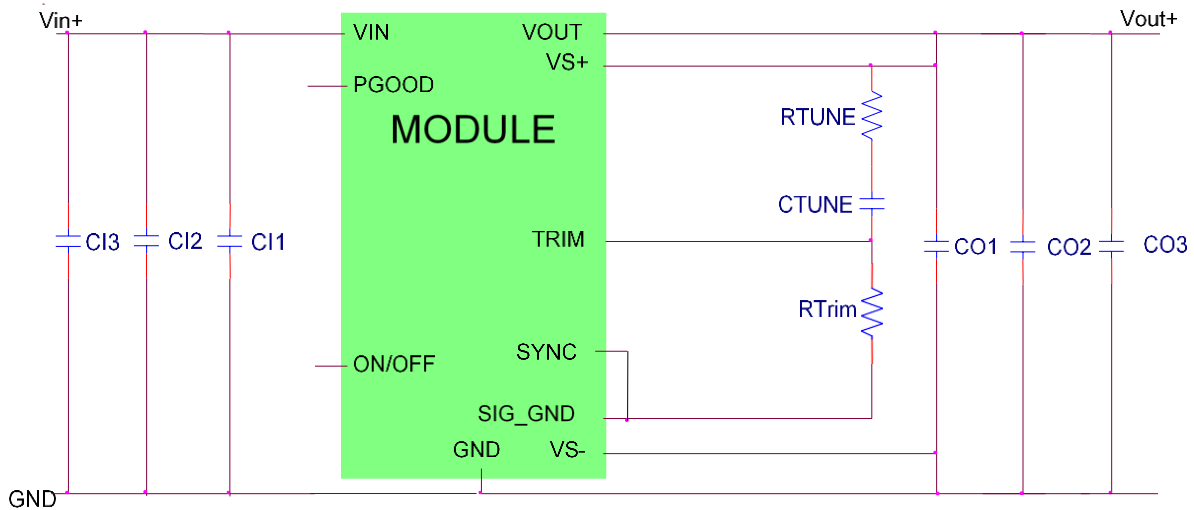 Vin+
Vout+
VIN
VOUT
VS+
PGOOD
MODULE
RTUNE
CTUNE
TRIM
CI3
CI2
CI1
CO1
CO2
CO3
RTrim
SYNC
ON/OFF
SIG_GND
GND
VS-
GND